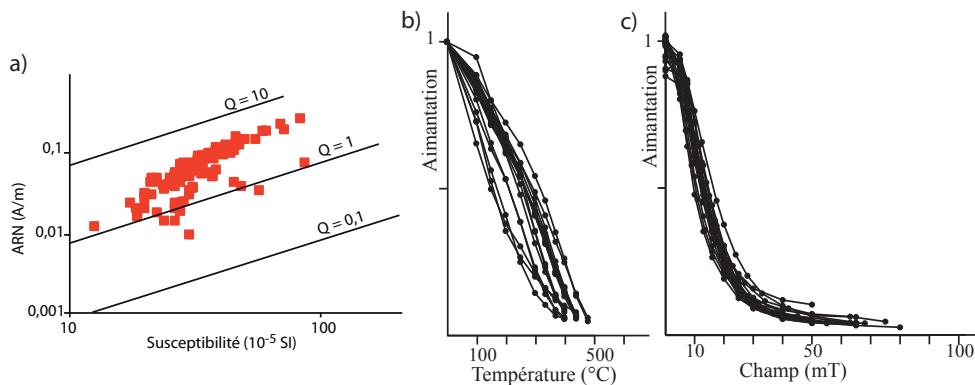 a)
ARN (A/m)
0,1
0,01
0,001
Q = 10
Q = 1
Q = 0,1
10
100
Susceptibilité (10⁻⁵ SI)
b)
Aimantation
1
100
500
Température (°C)
c)
Aimantation
1
10
50
100
Champ (mT)